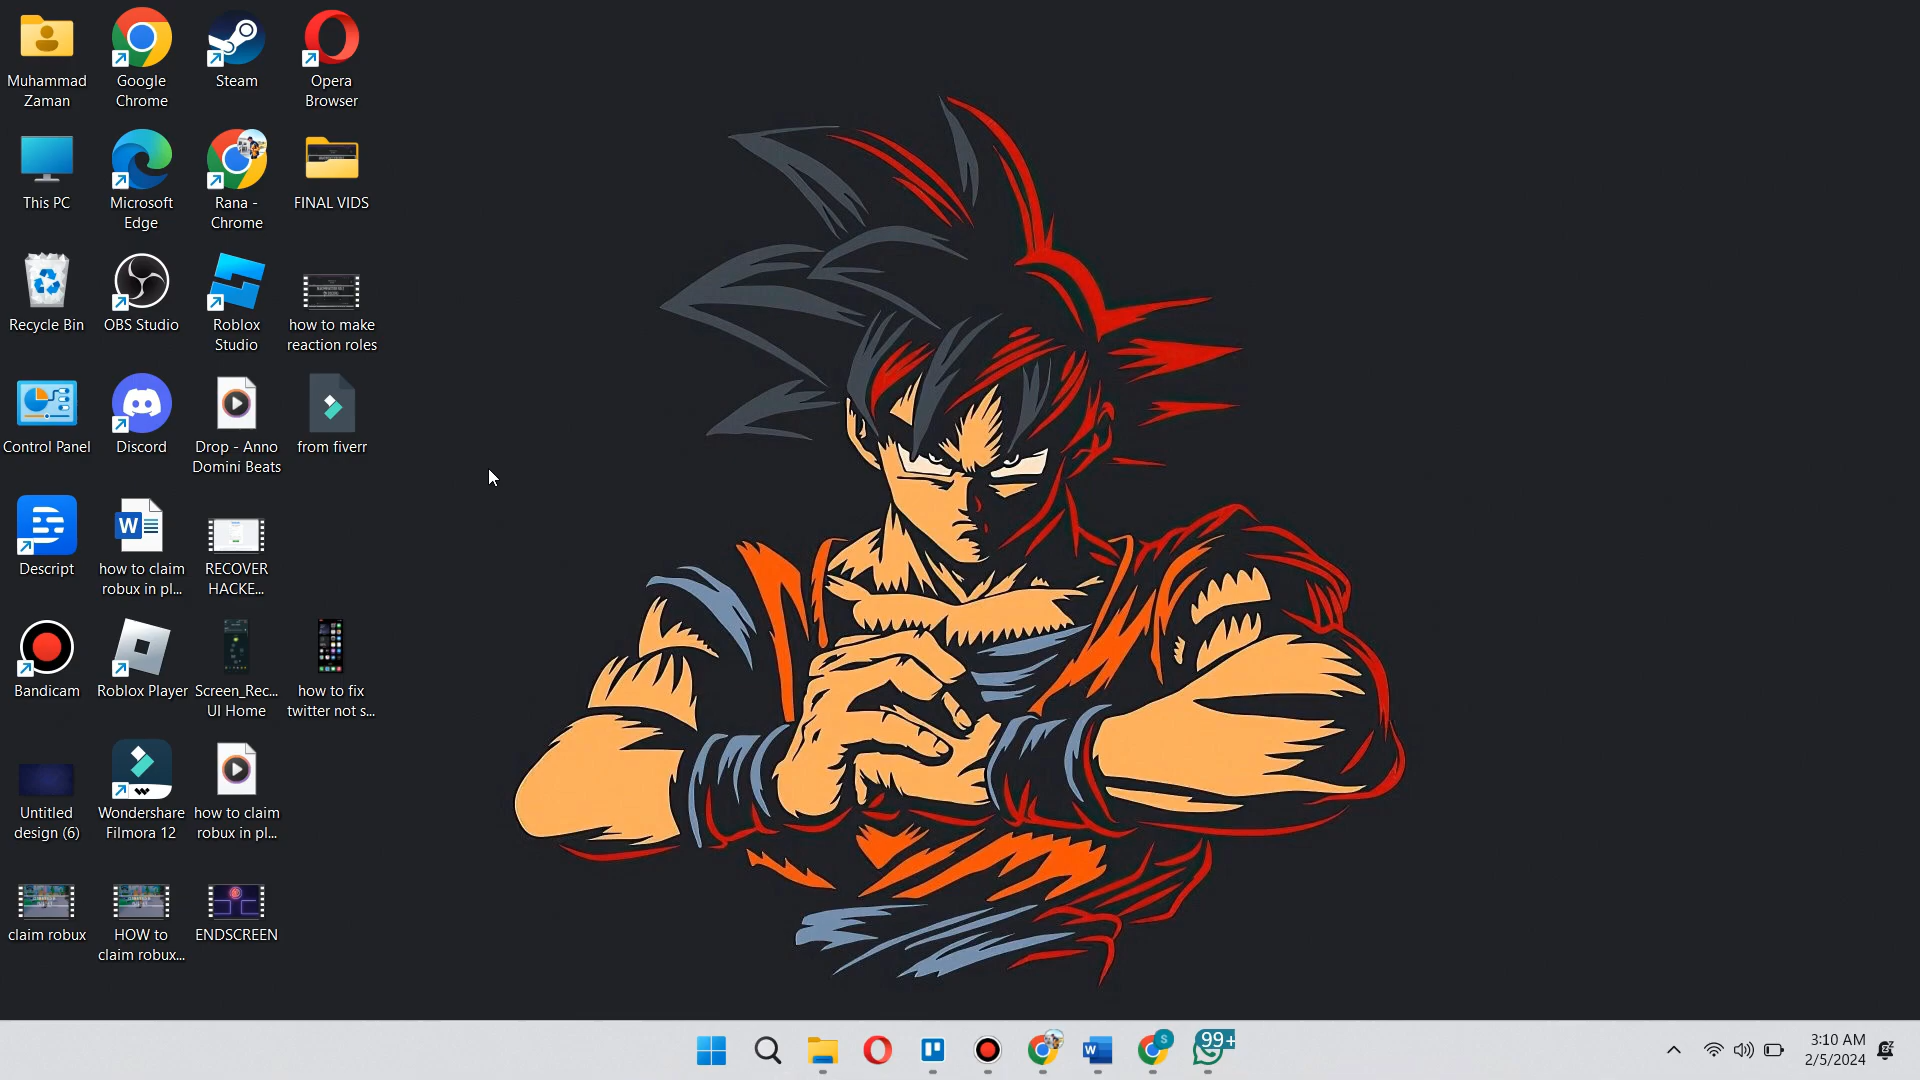 Muhammad
Zaman
Google
Chrome
Steam
Opera
Browser
This PC
Microsoft
Edge
Rana -
Chrome
FINAL VIDS
Recycle Bin
OBS Studio
Roblox
Studio
how to make
reaction roles
Control Panel
Discord
Drop - Anno
Domini Beats
from fiverr
Descript
how to claim
robux in pl...
RECOVER
HACKE...
Bandicam
Roblox Player
Screen_Rec...
UI Home
how to fix
twitter not s...
Untitled
design (6)
Wondershare
Filmora 12
how to claim
robux in pl...
claim robux
HOW to
claim robux...
ENDSCREEN
W
W
S
99+
3:10 AM
2/5/2024